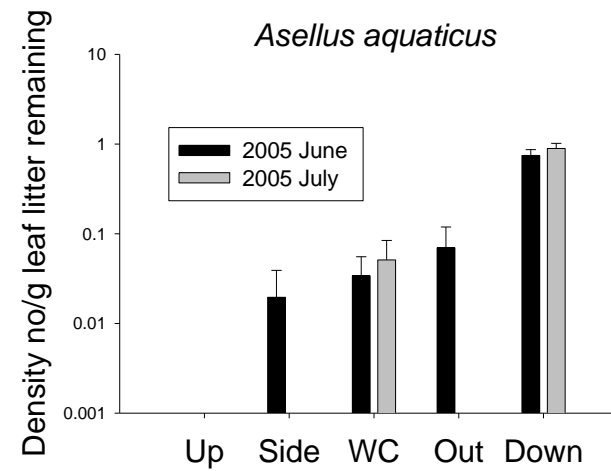 Asellus aquaticus
Density no/g leaf litter remaining
10
1
0.1
0.01
0.001
2005 June
2005 July
Up Side WC Out Down